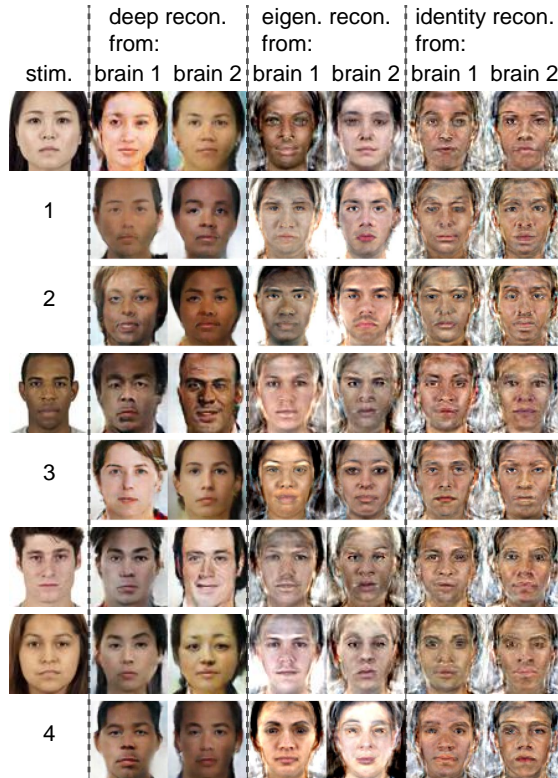 deep recon. eigen. recon. identity recon.
from: from: from:
stim. brain 1 brain 2 brain 1 brain 2 brain 1 brain 2
1
2
3
4